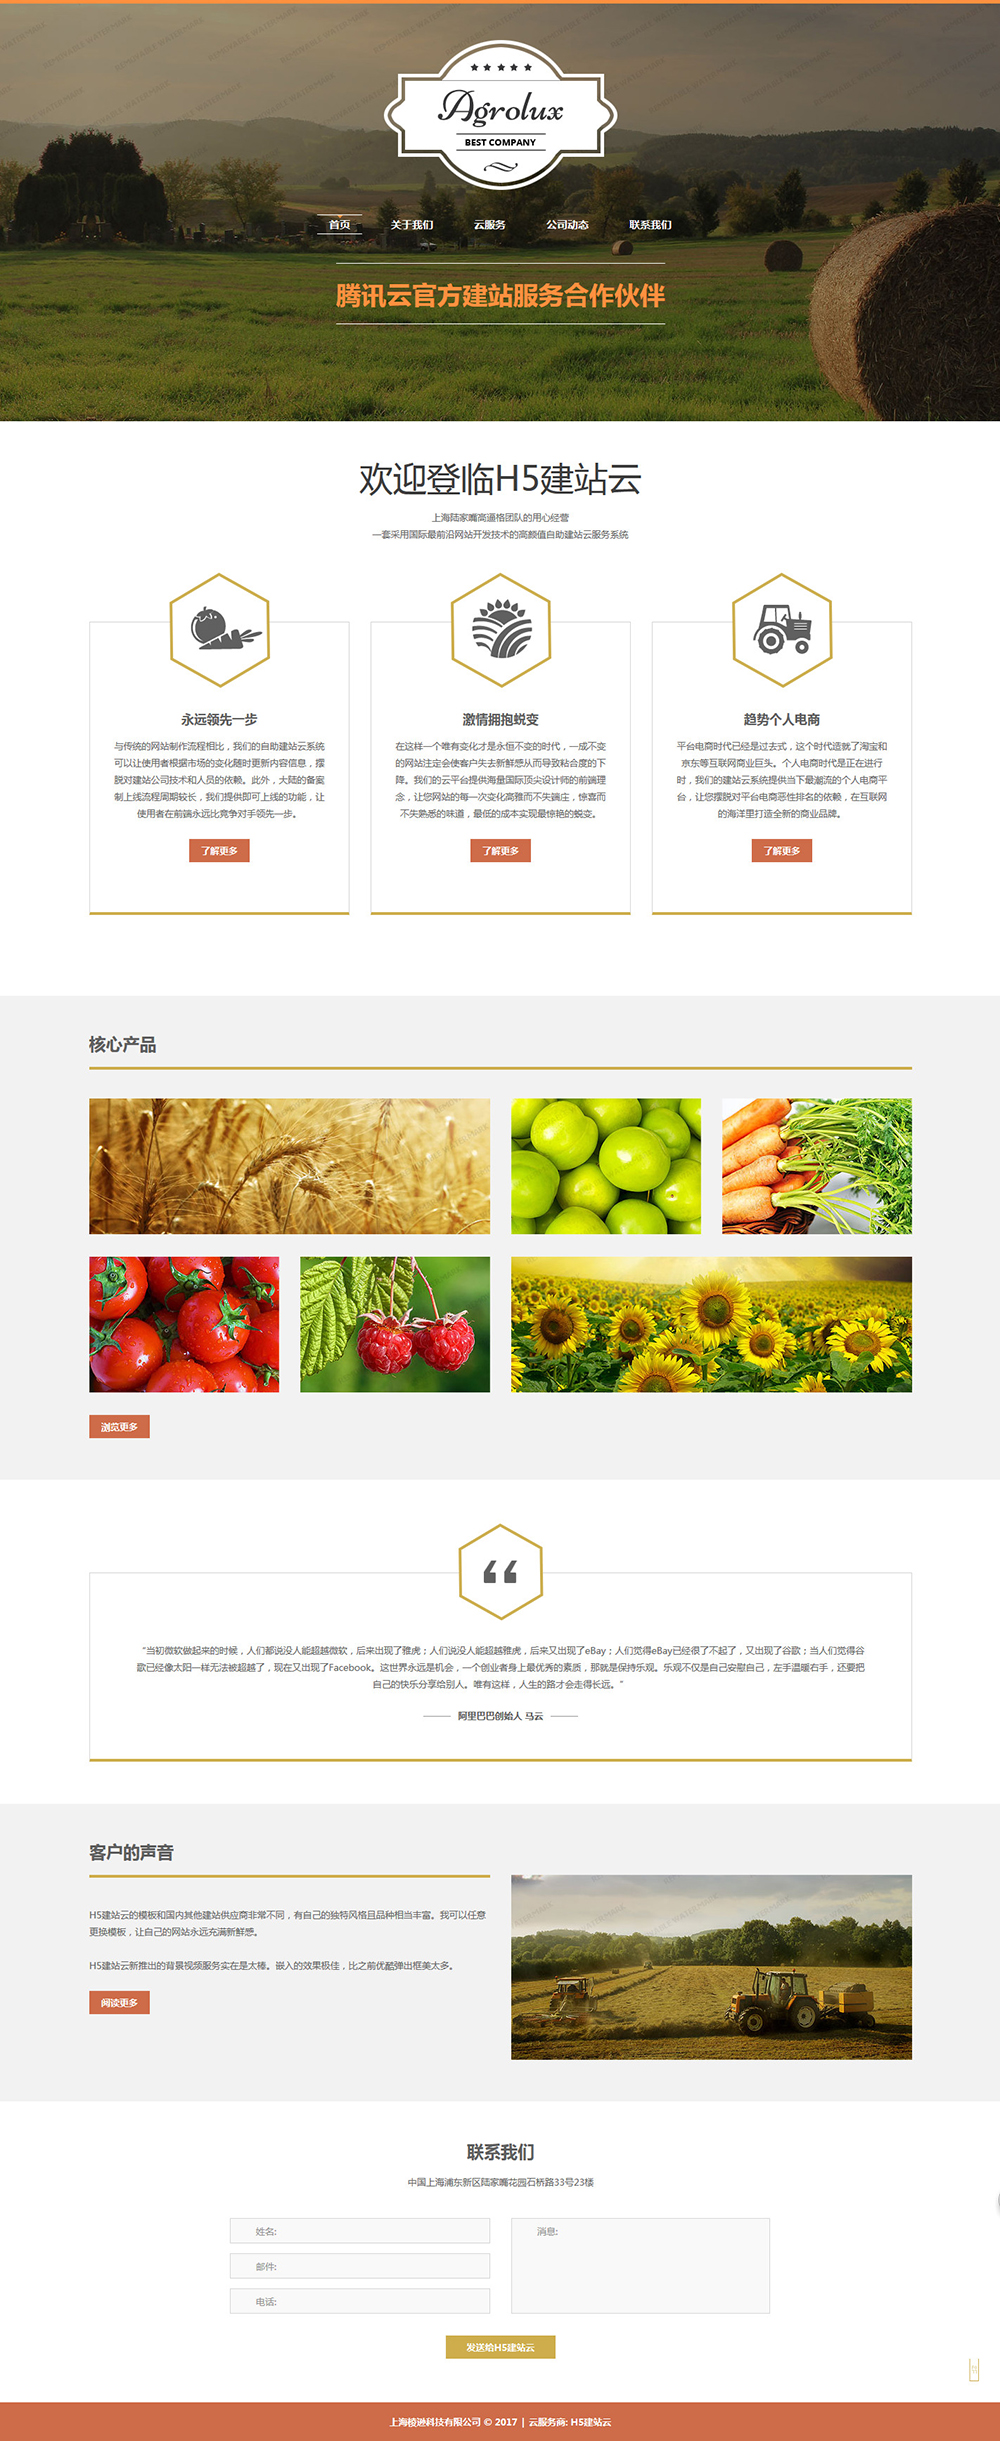 Agrolux
BEST COMPANY
首页 关于我们 云服务 公司动态 联系我们
腾讯云官方建站服务合作伙伴
欢迎登临H5建站云
上海陆家嘴高逼格团队的用心经营
一套采用国际最前沿网站开发技术的高颜值自助建站云服务系统
永远领先一步
与传统的网站制作流程相比，我们的自助建站云系统
可以让使用者根据市场的变化随时更新内容信息，摆
脱对建站公司技术和人员的依赖。此外，大陆的备案
制上线流程周期较长，我们提供即可上线的功能，让
使用者在前端永远比竞争对手领先一步。
了解更多
激情拥抱蜕变
在这样一个唯有变化才是永恒不变的时代，一成不变
的网站注定会使客户失去新鲜感从而导致粘合度的下
降。我们的云平台提供海量国际顶尖设计师的前端理
念，让您网站的每一次变化高雅而不失端庄，惊喜而
不失熟悉的味道，最低的成本实现最惊艳的蜕变。
了解更多
趋势个人电商
平台电商时代已经是过去式，这个时代造就了淘宝和
京东等互联网商业巨头。个人电商时代是正在进行
时，我们的建站云系统提供当下最潮流的个人电商平
台，让您摆脱对平台电商恶性排名的依赖，在互联网
的海洋里打造全新的商业品牌。
了解更多
核心产品
浏览更多
“当初微软做起来的时候，人们都说没人能超越微软，后来出现了雅虎；人们说没人能超越雅虎，后来又出现了eBay；人们觉得eBay已经很了不起了，又出现了谷歌；当人们觉得谷
歌已经像太阳一样无法被超越了，现在又出现了Facebook。这世界永远是机会，一个创业者身上最优秀的素质，那就是保持乐观。乐观不仅是自己安慰自己，左手温暖右手，还要把
自己的快乐分享给别人。唯有这样，人生的路才会走得长远。”
阿里巴巴创始人 马云
客户的声音
H5建站云的模板和国内其他建站供应商非常不同，有自己的独特风格且品种相当丰富。我可以任意
更换模板，让自己的网站永远充满新鲜感。
H5建站云新推出的背景视频服务实在是太棒。嵌入的效果极佳，比之前优酷弹出框美太多。
阅读更多
联系我们
中国上海浦东新区陆家嘴花园石桥路33号23楼
姓名:
邮件:
电话:
消息:
发送给H5建站云
上海棱逊科技有限公司 © 2017 | 云服务商: H5建站云